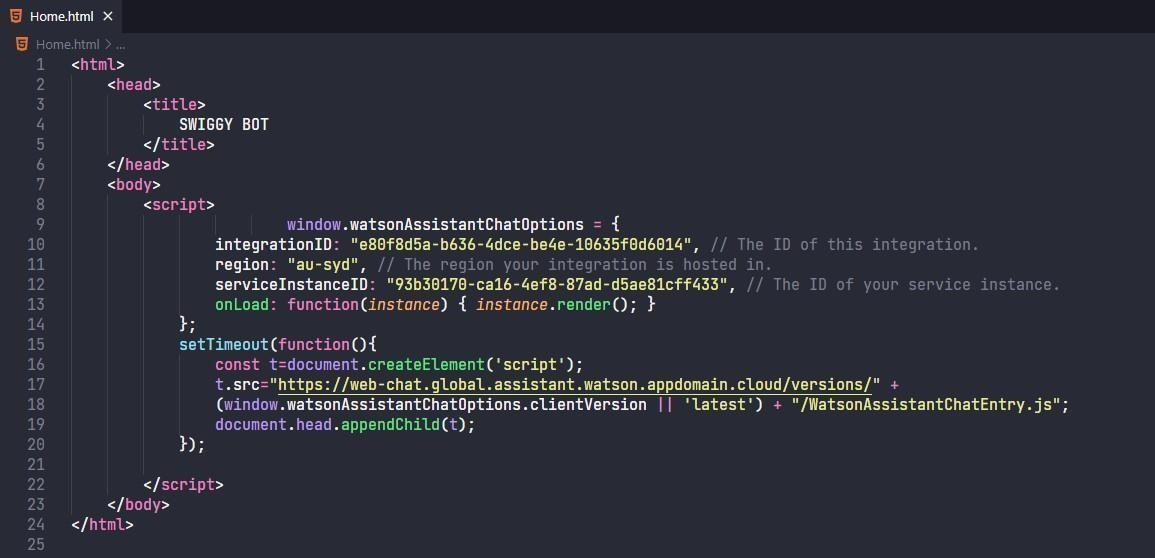 Home.html ×
Home.html > ...
1 <html>
2 <head>
3 <title>
4 SWIGGY BOT
5 </title>
6 </head>
7 <body>
8 <script>
9 window.watsonAssistantChatOptions = {
10 integrationID: "e80f8d5a-b636-4dce-be4e-10635f0d6014", // The ID of this integration.
11 region: "au-syd", // The region your integration is hosted in.
12 serviceInstanceID: "93b30170-ca16-4ef8-87ad-d5ae81cff433", // The ID of your service instance.
13 onLoad: function(instance) { instance.render(); }
14 };
15 setTimeout(function(){
16 const t=document.createElement('script');
17 t.src="https://web-chat.global.assistant.watson.appdomain.cloud/versions/" +
18 (window.watsonAssistantChatOptions.clientVersion || 'latest') + "/WatsonAssistantChatEntry.js";
19 document.head.appendChild(t);
20 });
21
22 </script>
23 </body>
24 </html>
25